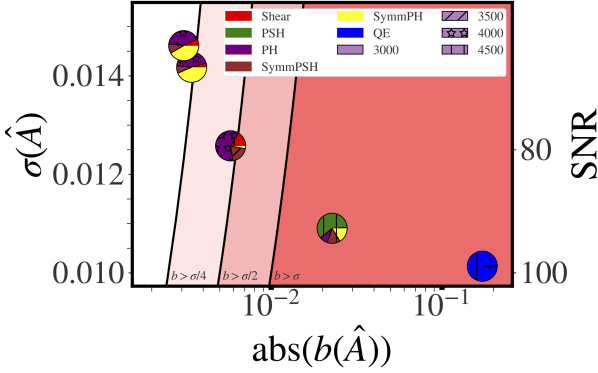 Shear
PSH
PH
SymmPSH
SymmPH
QE
3000
3500
4000
4500
0.014
0.012
0.010
σ(Â)
80
100
SNR
b > σ/4
b > σ/2
b > σ
10⁻²
10⁻¹
abs(b(Â))